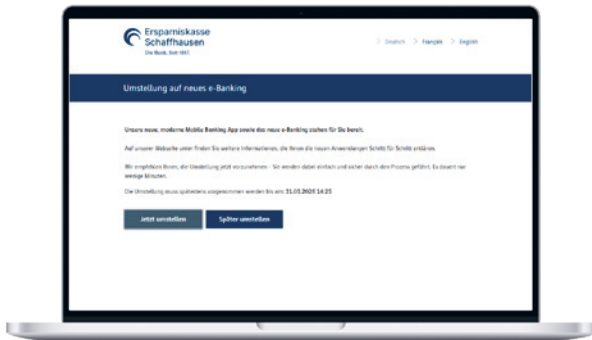 Ersparniskasse
Schaffhausen
Die Bank. Seit 1817.
> Deutsch > Français > English
Umstellung auf neues e-Banking
Unsere neue, moderne Mobile Banking App sowie das neue e-Banking stehen für Sie bereit.
Auf unserer Webseite unter finden Sie weitere Informationen, die Ihnen die neuen Anwendungen Schritt für Schritt erklären.
Wir empfehlen Ihnen, die Umstellung jetzt vorzunehmen - Sie werden dabei einfach und sicher durch den Prozess geführt. Es dauert nur
wenige Minuten.
Die Umstellung muss spätestens vorgenommen werden bis am: 14:25
Jetzt umstellen Später umstellen